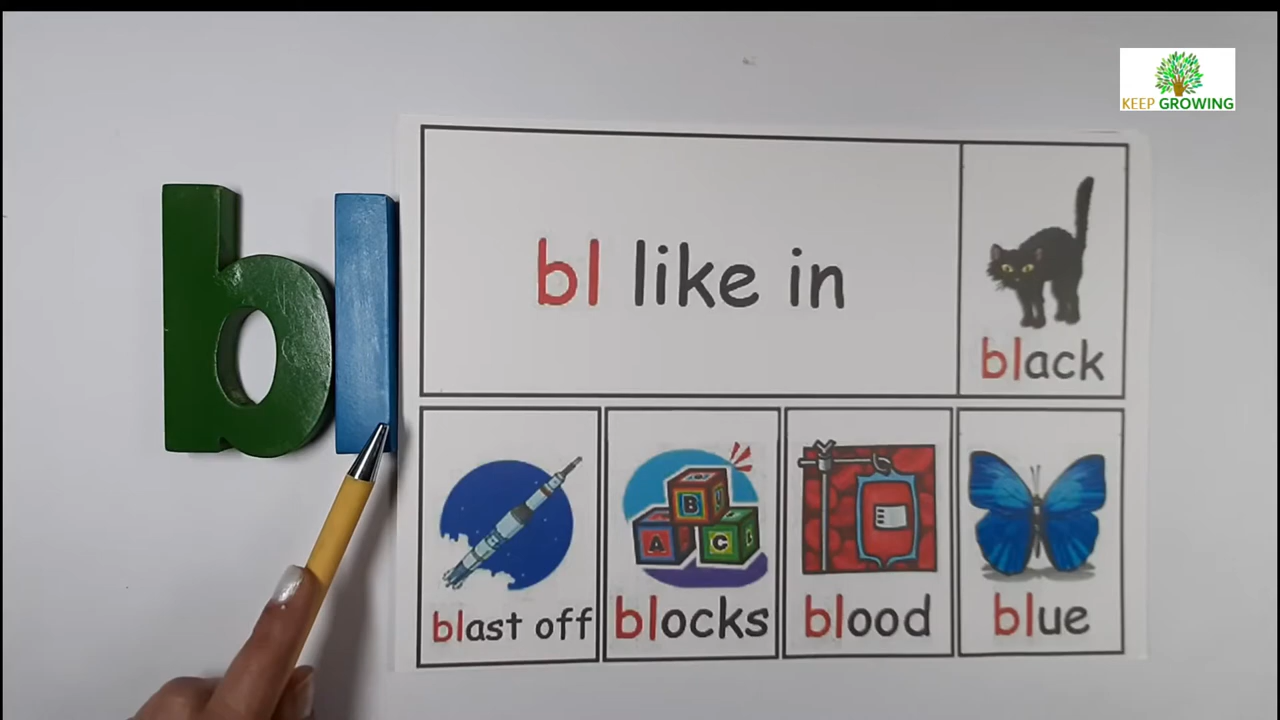 KEEP GROWING
bl
bl like in
black
B
U
A
C
blast off
blocks
blood
blue